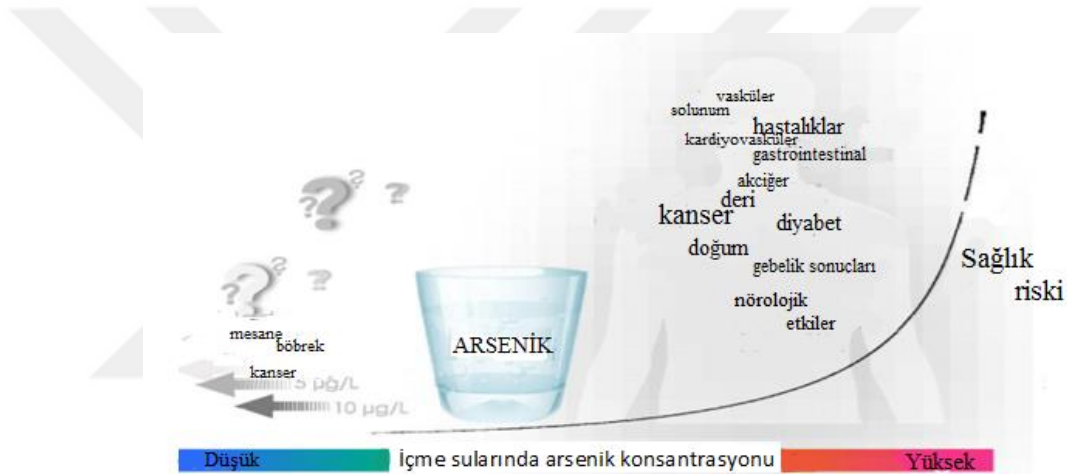 vasküler
solunum
hastalıklar
kardiyovasküler
gastrointestinal
akciğer
deri
kanser
diyabet
doğum
gebelik sonuçları
nörolojik
etkiler
Sağlık
riski
? ? ?
? ? ? ?
mesane
böbrek
kanser
5 µg/L
10 µg/L
ARSENİK
Düşük
İçme sularında arsenik konsantrasyonu
Yüksek